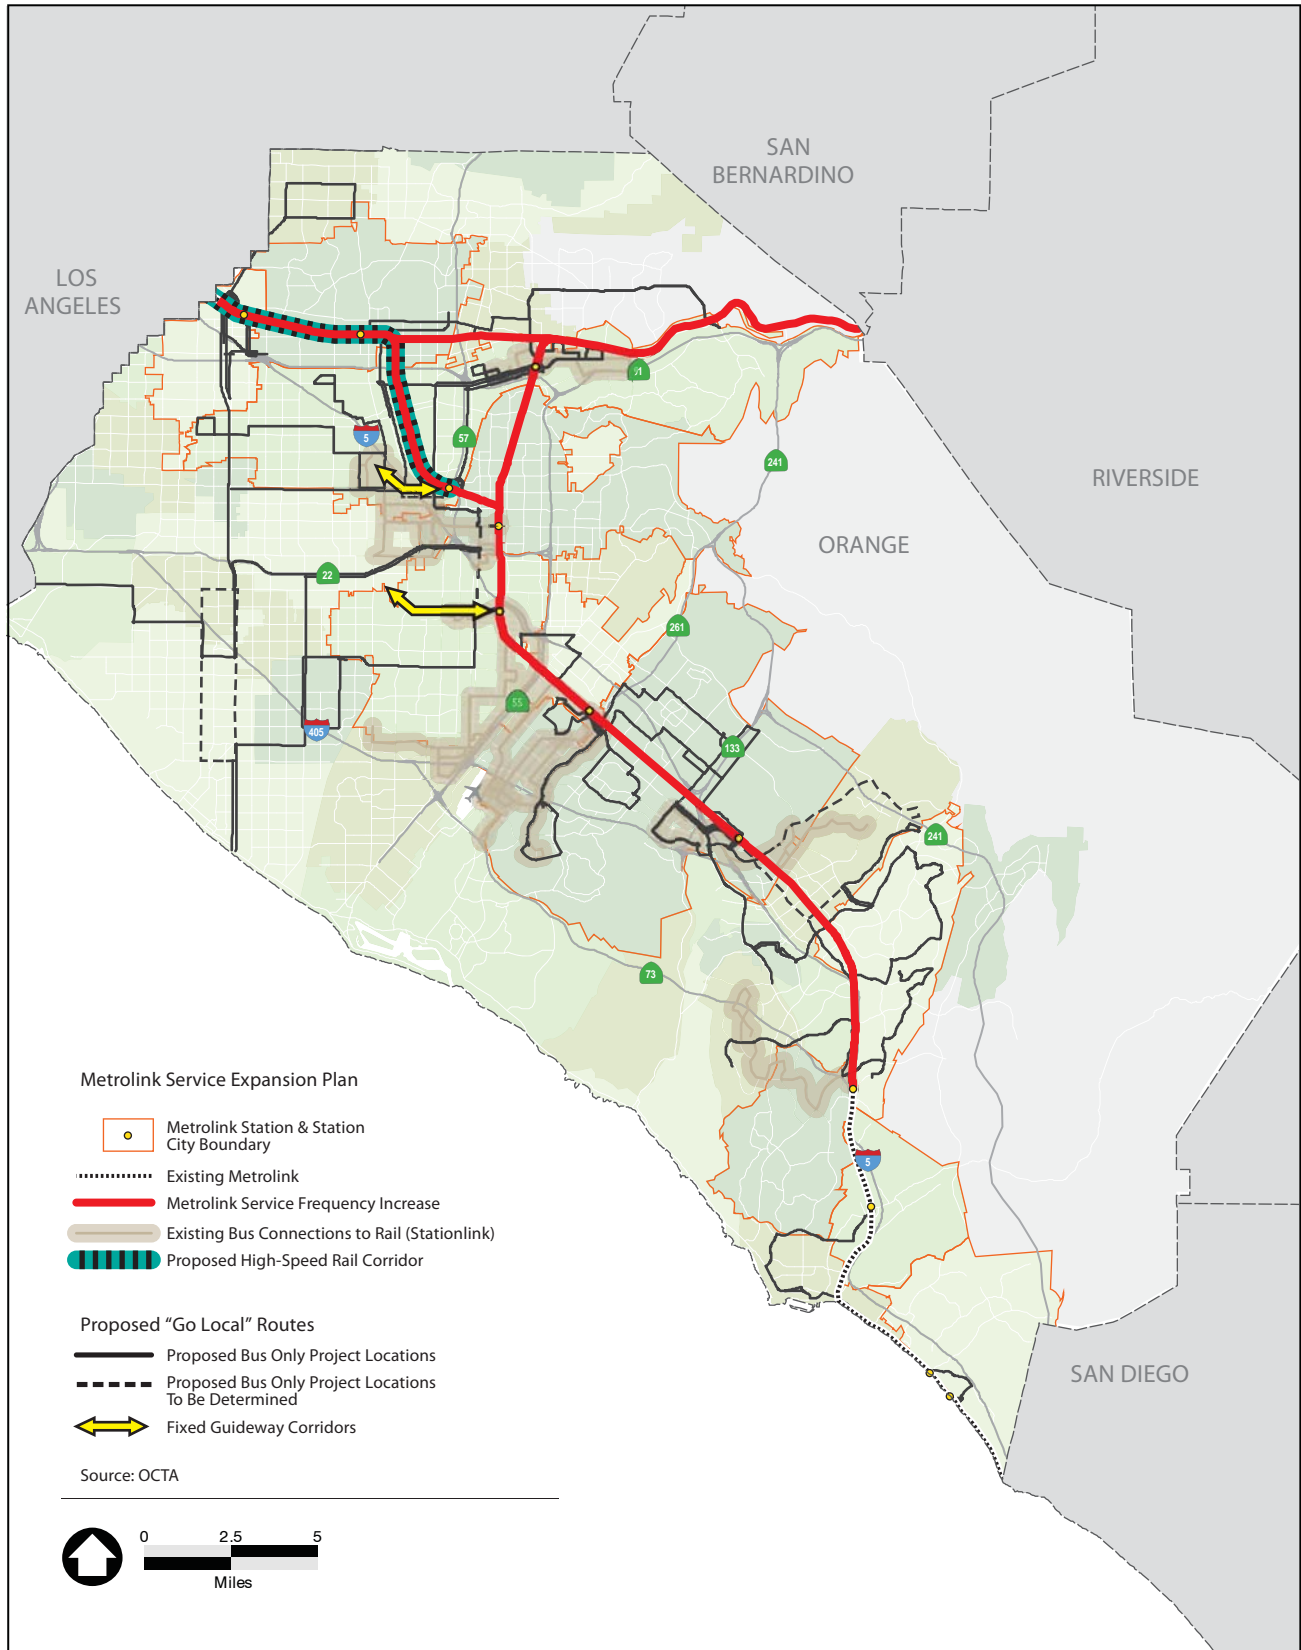 SAN
BERNARDINO
LOS
ANGELES
RIVERSIDE
ORANGE
SAN DIEGO
91
5
57
241
22
261
55
405
133
241
73
5
Metrolink Service Expansion Plan
Metrolink Station & Station
City Boundary
Existing Metrolink
Metrolink Service Frequency Increase
Existing Bus Connections to Rail (Stationlink)
Proposed High-Speed Rail Corridor
Proposed “Go Local” Routes
Proposed Bus Only Project Locations
Proposed Bus Only Project Locations
To Be Determined
Fixed Guideway Corridors
Source: OCTA
0 2.5 5
Miles